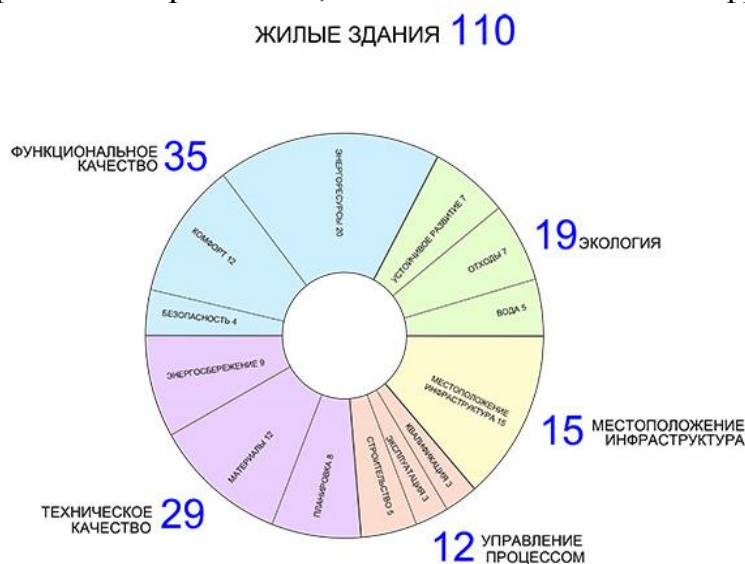 ЖИЛЫЕ ЗДАНИЯ 110
ФУНКЦИОНАЛЬНОЕ
КАЧЕСТВО 35
ЭНЕРГОРЕСУРСЫ 20
КОМФОРТ 12
БЕЗОПАСНОСТЬ 4
УСТОЙЧИВОЕ РАЗВИТИЕ 7
ОТХОДЫ 7
ВОДА 5
19 ЭКОЛОГИЯ
ЭНЕРГОСБЕРЕЖЕНИЕ 9
МАТЕРИАЛЫ 12
ПЛАНИРОВКА 8
СТРОИТЕЛЬСТВО 5
ЭКСПЛУАТАЦИЯ 3
КВАЛИФИКАЦИЯ 3
МЕСТОПОЛОЖЕНИЕ
ИНФРАСТРУКТУРА 15
15 МЕСТОПОЛОЖЕНИЕ
ИНФРАСТРУКТУРА
ТЕХНИЧЕСКОЕ
КАЧЕСТВО 29
12 УПРАВЛЕНИЕ
ПРОЦЕССОМ